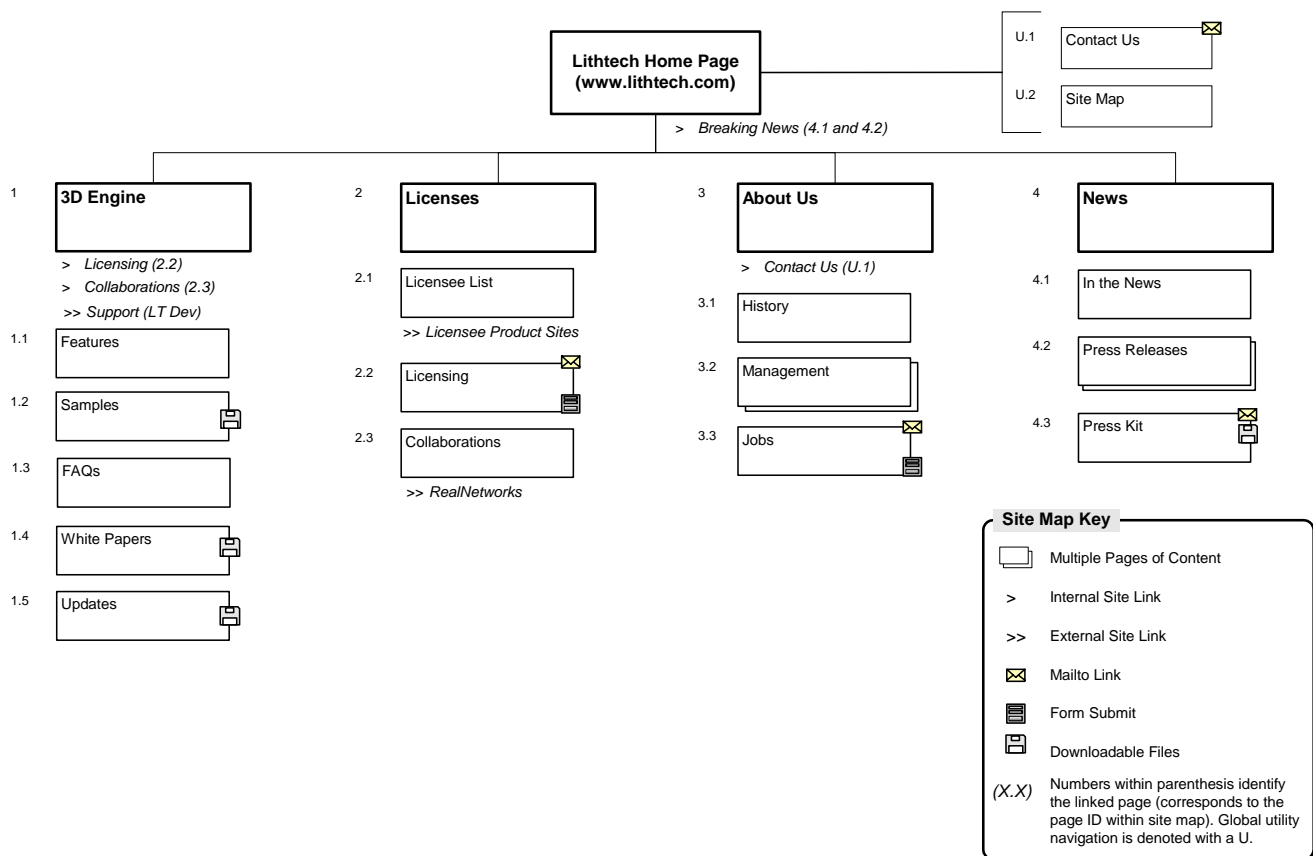 Lithtech Home Page
(www.lithtech.com)
> Breaking News (4.1 and 4.2)
U.1 Contact Us
U.2 Site Map
1 3D Engine
> Licensing (2.2)
> Collaborations (2.3)
>> Support (LT Dev)
1.1 Features
1.2 Samples
1.3 FAQs
1.4 White Papers
1.5 Updates
2 Licenses
2.1 Licensee List
>> Licensee Product Sites
2.2 Licensing
2.3 Collaborations
>> RealNetworks
3 About Us
> Contact Us (U.1)
3.1 History
3.2 Management
3.3 Jobs
4 News
4.1 In the News
4.2 Press Releases
4.3 Press Kit
Site Map Key
Multiple Pages of Content
> Internal Site Link
>> External Site Link
Mailto Link
Form Submit
Downloadable Files
(X.X) Numbers within parenthesis identify
the linked page (corresponds to the
page ID within site map). Global utility
navigation is denoted with a U.